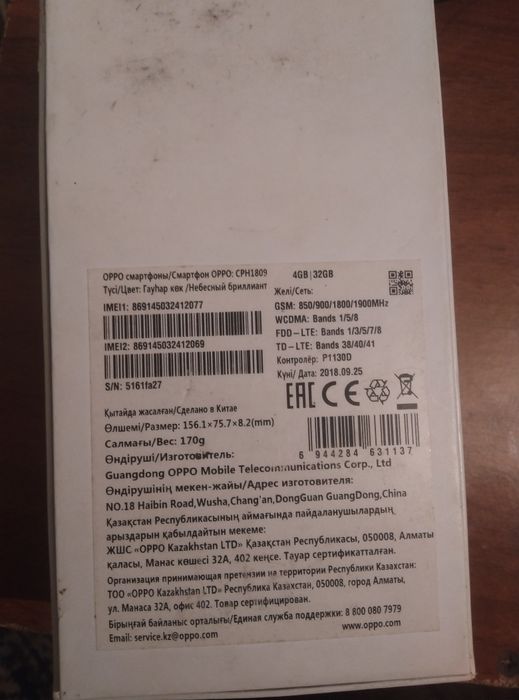 OPPO смартфоны/Смартфон OPPO: CPH1809
Түсі/Цвет: Гауһар көк /Небесный бриллиант
IMEI1: 869145032412077
IMEI2: 869145032412069
S/N: 5161fa27
4GB|32GB
Желі/Сеть:
GSM: 850/900/1800/1900MHz
WCDMA: Bands 1/5/8
FDD-LTE: Bands 1/3/5/7/8
TD-LTE: Bands 38/40/41
Контролёр: P1130D
Күні/ Дата: 2018.09.25
EAC CE
Қытайда жасалған/Сделано в Китае
Өлшемі/Размер: 156.1×75.7×8.2(mm)
Салмағы/Вес: 170g
6 944284 631137
Өндіруші/Изготовитель:
Guangdong OPPO Mobile Telecommunications Corp., Ltd
Өндірушінің мекен-жайы/Адрес изготовителя:
NO.18 Haibin Road,Wusha,Chang'an,DongGuan GuangDong,China
Қазақстан Республикасының аймағында пайдаланушылардың
арыздарын қабылдайтын мекеме:
ЖШС «OPPO Kazakhstan LTD» Қазақстан Республикасы, 050008, Алматы
қаласы, Манас көшесі 32А, 402 кеңсе. Тауар сертификатталған.
Организация принимающая претензии на территории Республики Казахстан:
ТОО «OPPO Kazakhstan LTD» Республика Казахстан, 050008, город Алматы,
ул. Манаса 32А, офис 402. Товар сертифицирован.
Бірыңғай байланыс орталығы/Единая служба поддержки: 8 800 080 7979
Email: service.kz@oppo.com
www.oppo.com